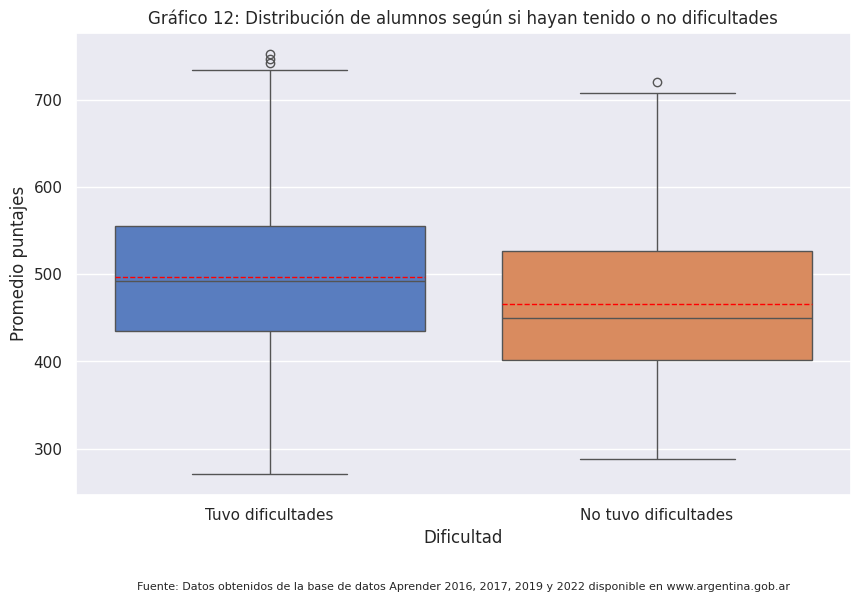 Gráfico 12: Distribución de alumnos según si hayan tenido o no dificultades
Promedio puntajes
700
600
500
400
300
Tuvo dificultades
No tuvo dificultades
Dificultad
Fuente: Datos obtenidos de la base de datos Aprender 2016, 2017, 2019 y 2022 disponible en www.argentina.gob.ar